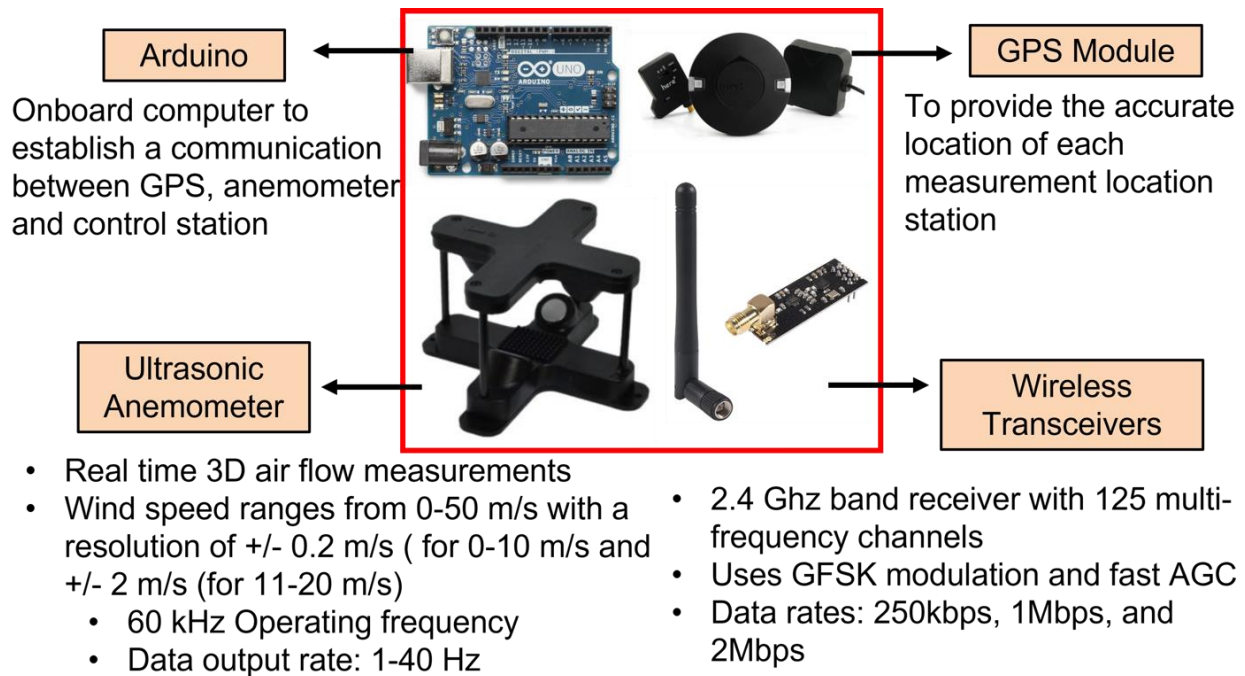 Arduino
Onboard computer to
establish a communication
between GPS, anemometer
and control station
UNO
ARDUINO
GPS Module
To provide the accurate
location of each
measurement location
station
Ultrasonic
Anemometer
• Real time 3D air flow measurements
• Wind speed ranges from 0-50 m/s with a
resolution of +/- 0.2 m/s ( for 0-10 m/s and
+/- 2 m/s (for 11-20 m/s)
• 60 kHz Operating frequency
• Data output rate: 1-40 Hz
Wireless
Transceivers
• 2.4 Ghz band receiver with 125 multi-
frequency channels
• Uses GFSK modulation and fast AGC
• Data rates: 250kbps, 1Mbps, and
2Mbps